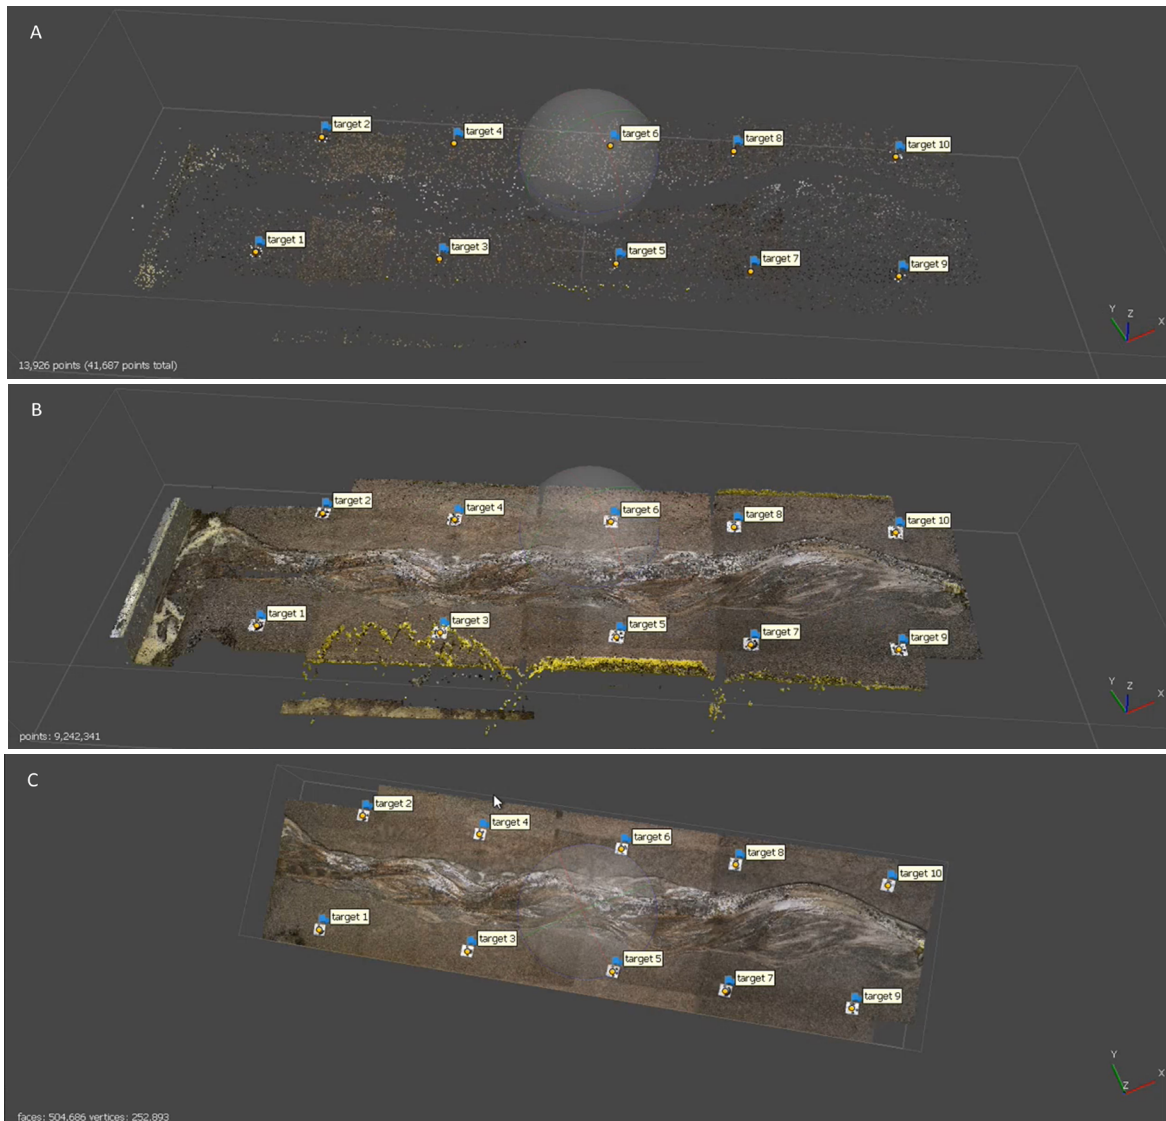 A
target 2
target 4
target 6
target 8
target 10
target 1
target 3
target 5
target 7
target 9
Y
Z
X
13,926 points (41,687 points total)
B
target 2
target 4
target 6
target 8
target 10
target 1
target 3
target 5
target 7
target 9
Y
Z
X
points: 9,242,341
C
target 2
target 4
target 6
target 8
target 10
target 1
target 3
target 5
target 7
target 9
Y
X
Z
faces: 504,686 vertices: 252,893